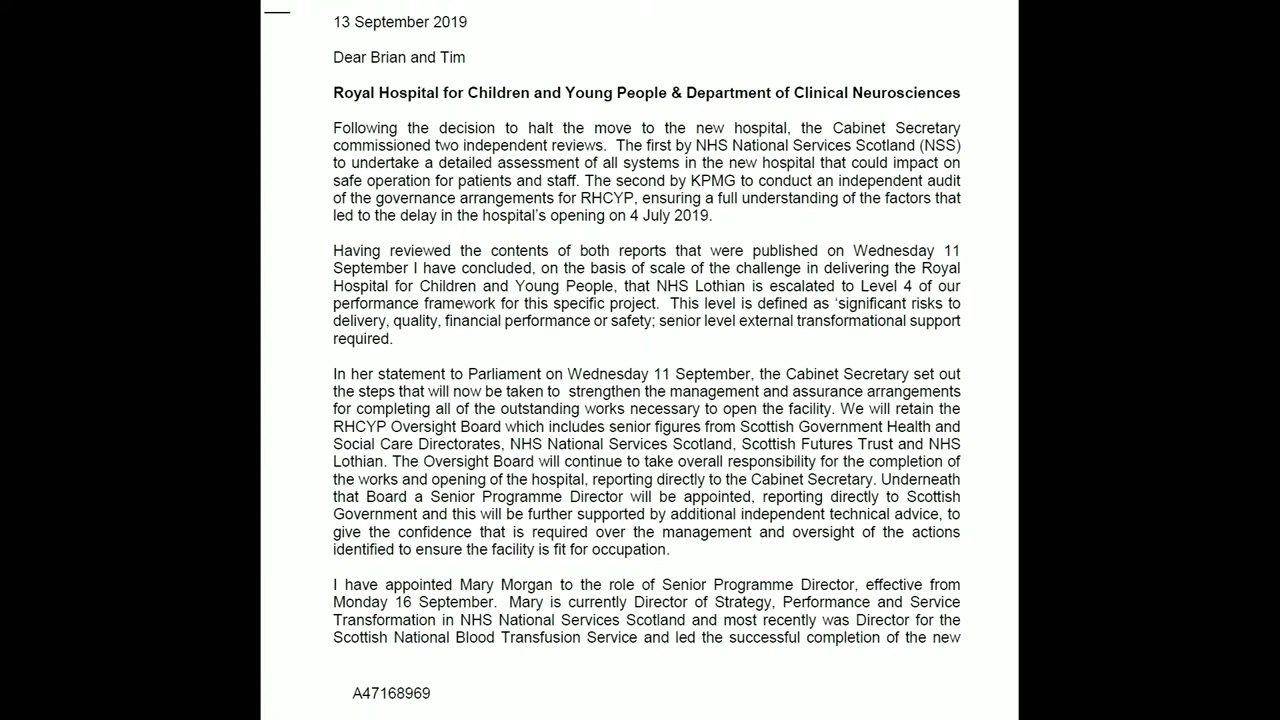 13 September 2019
Dear Brian and Tim
Royal Hospital for Children and Young People & Department of Clinical Neurosciences
Following the decision to halt the move to the new hospital, the Cabinet Secretary
commissioned two independent reviews. The first by NHS National Services Scotland (NSS)
to undertake a detailed assessment of all systems in the new hospital that could impact on
safe operation for patients and staff. The second by KPMG to conduct an independent audit
of the governance arrangements for RHCYP, ensuring a full understanding of the factors that
led to the delay in the hospital's opening on 4 July 2019.
Having reviewed the contents of both reports that were published on Wednesday 11
September I have concluded, on the basis of scale of the challenge in delivering the Royal
Hospital for Children and Young People, that NHS Lothian is escalated to Level 4 of our
performance framework for this specific project. This level is defined as 'significant risks to
delivery, quality, financial performance or safety; senior level external transformational support
required.
In her statement to Parliament on Wednesday 11 September, the Cabinet Secretary set out
the steps that will now be taken to strengthen the management and assurance arrangements
for completing all of the outstanding works necessary to open the facility. We will retain the
RHCYP Oversight Board which includes senior figures from Scottish Government Health and
Social Care Directorates, NHS National Services Scotland, Scottish Futures Trust and NHS
Lothian. The Oversight Board will continue to take overall responsibility for the completion of
the works and opening of the hospital, reporting directly to the Cabinet Secretary. Underneath
that Board a Senior Programme Director will be appointed, reporting directly to Scottish
Government and this will be further supported by additional independent technical advice, to
give the confidence that is required over the management and oversight of the actions
identified to ensure the facility is fit for occupation.
I have appointed Mary Morgan to the role of Senior Programme Director, effective from
Monday 16 September. Mary is currently Director of Strategy, Performance and Service
Transformation in NHS National Services Scotland and most recently was Director for the
Scottish National Blood Transfusion Service and led the successful completion of the new
A47168969